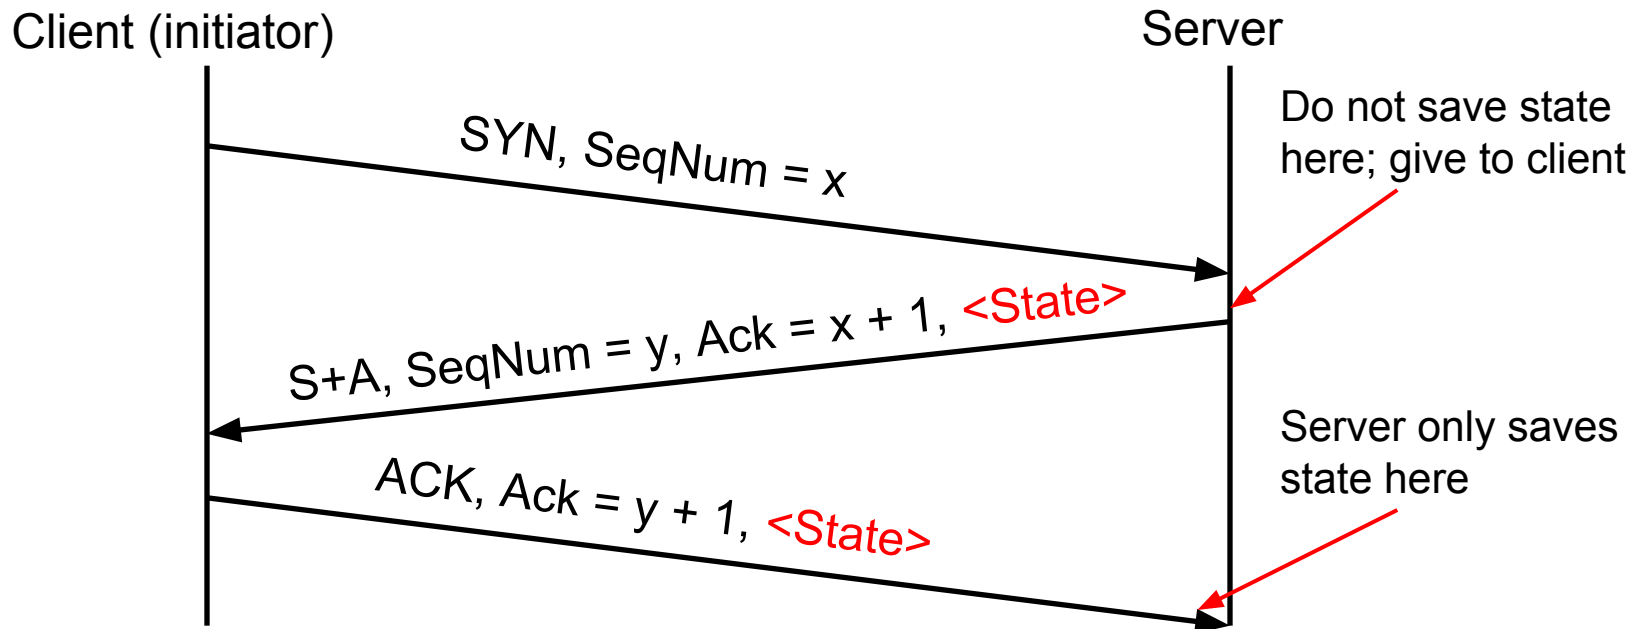 Client (initiator)
Server
Do not save state
here; give to client
SYN, SeqNum = x
S+A, SeqNum = y, Ack = x + 1, <State>
Server only saves
state here
ACK, Ack = y + 1, <State>